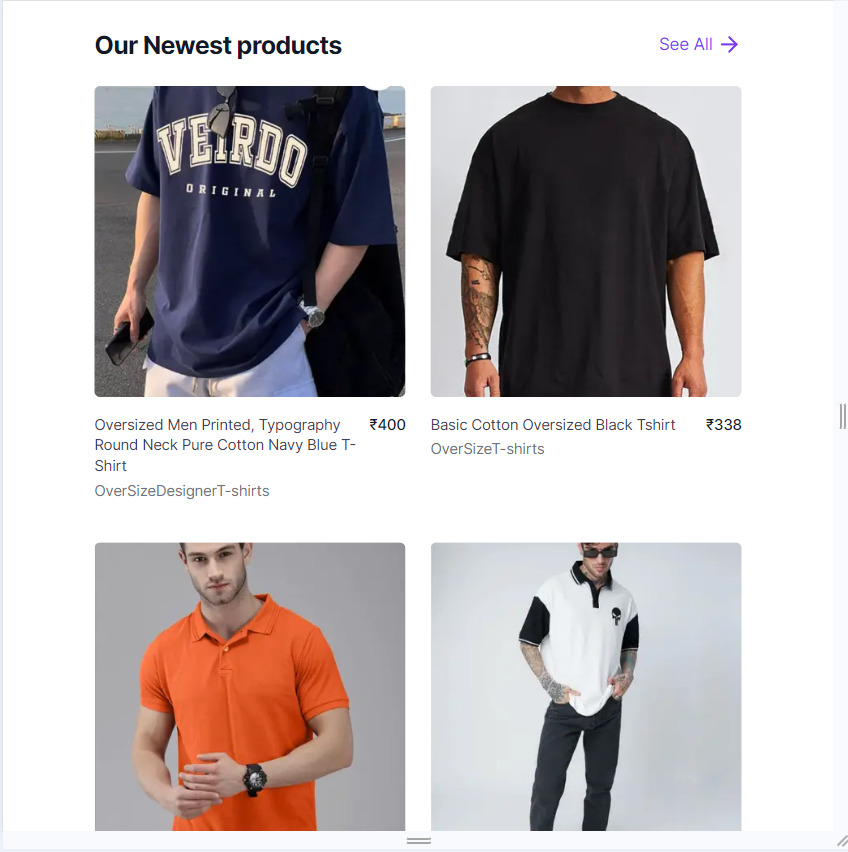 Our Newest products
See All
VEIRDO
ORIGINAL
Oversized Men Printed, Typography
Round Neck Pure Cotton Navy Blue T-
Shirt
₹400
OverSizeDesignerT-shirts
Basic Cotton Oversized Black Tshirt
₹338
OverSizeT-shirts